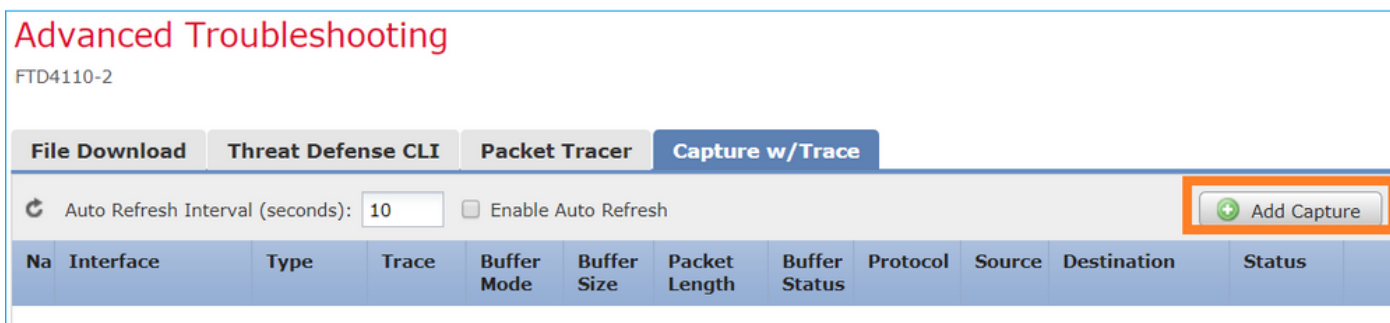 Advanced Troubleshooting
FTD4110-2
File Download Threat Defense CLI Packet Tracer Capture w/Trace
Auto Refresh Interval (seconds): 10 Enable Auto Refresh Add Capture
Na Interface Type Trace Buffer Mode Buffer Size Packet Length Buffer Status Protocol Source Destination Status